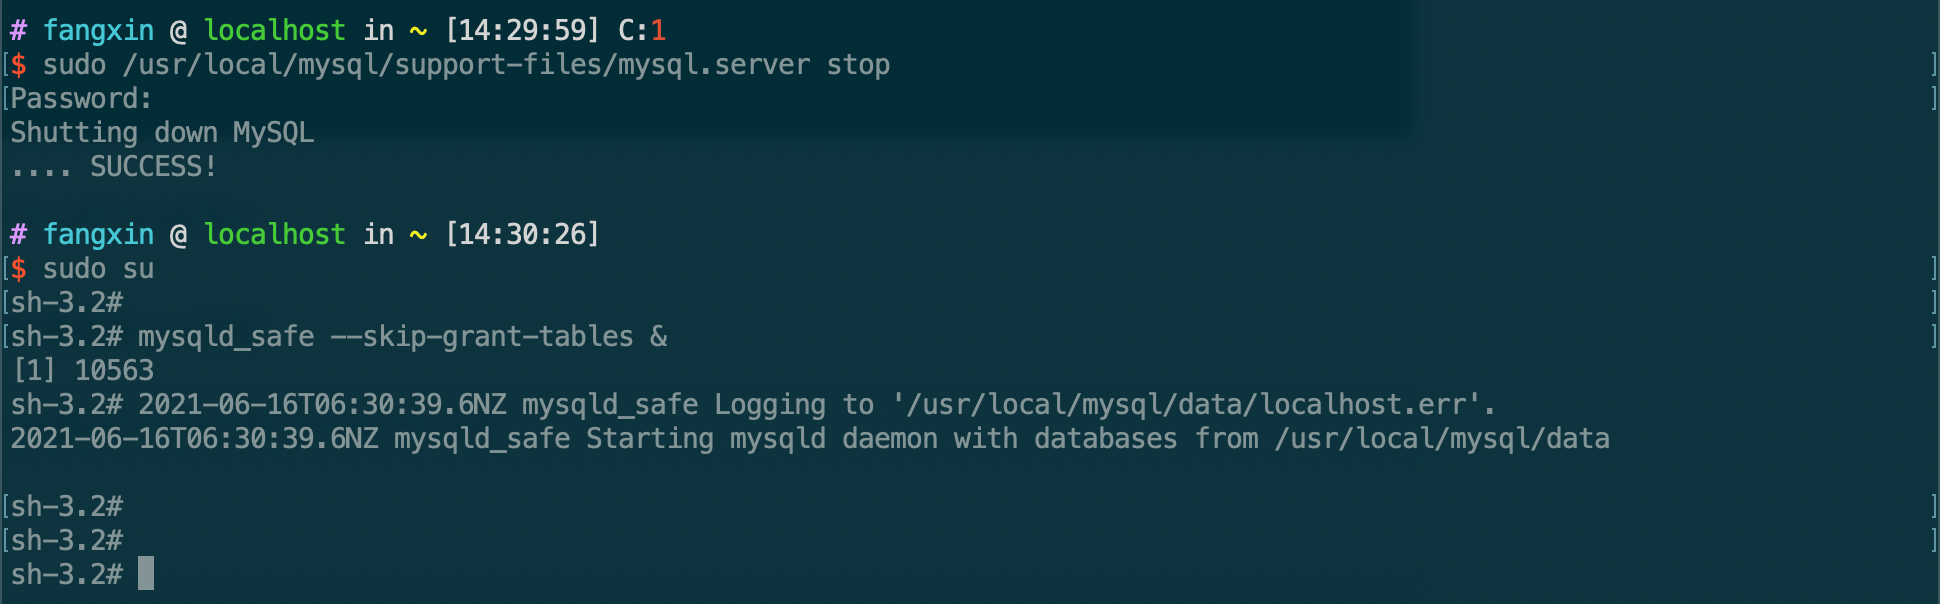 # fangxin @ localhost in ~ [14:29:59] C:1
[$ sudo /usr/local/mysql/support-files/mysql.server stop ]
[Password: ]
Shutting down MySQL
.... SUCCESS!
# fangxin @ localhost in ~ [14:30:26]
[$ sudo su ]
[sh-3.2# ]
[sh-3.2# mysqld_safe --skip-grant-tables & ]
[1] 10563
sh-3.2# 2021-06-16T06:30:39.6NZ mysqld_safe Logging to '/usr/local/mysql/data/localhost.err'.
2021-06-16T06:30:39.6NZ mysqld_safe Starting mysqld daemon with databases from /usr/local/mysql/data
[sh-3.2# ]
[sh-3.2# ]
sh-3.2#